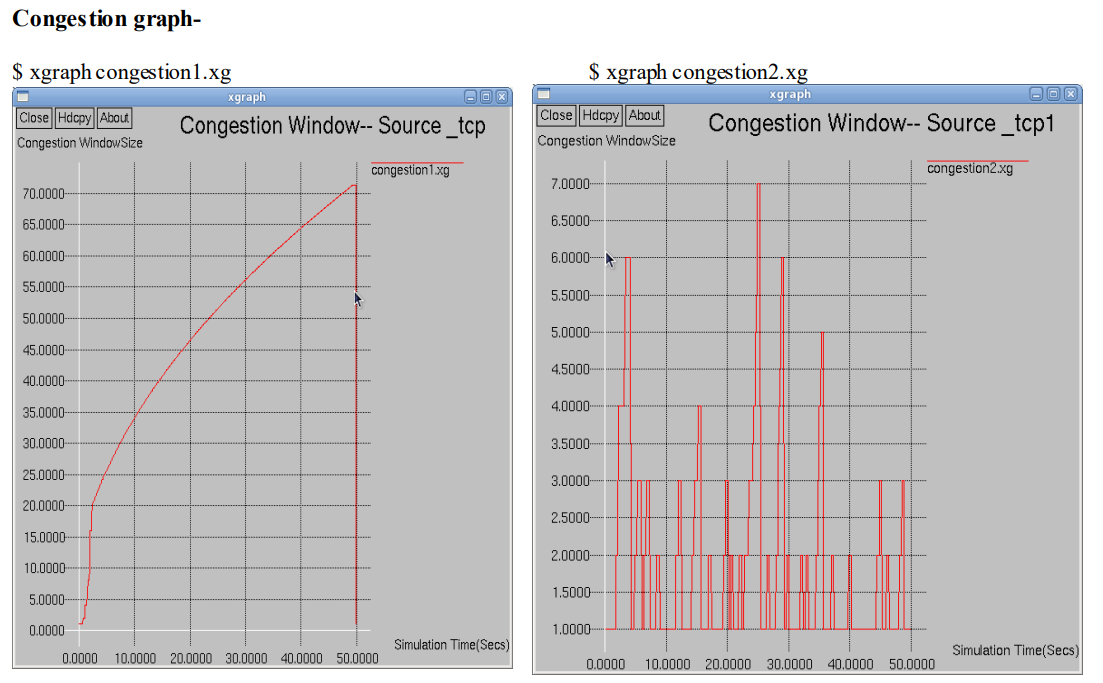 Congestion graph-
$ xgraph congestion1.xg
$ xgraph congestion2.xg
xgraph
Close Hdcpy About
Congestion Window-- Source _tcp
Congestion WindowSize
congestion1.xg
70.0000
65.0000
60.0000
55.0000
50.0000
45.0000
40.0000
35.0000
30.0000
25.0000
20.0000
15.0000
10.0000
5.0000
0.0000
Simulation Time(Secs)
0.0000 10.0000 20.0000 30.0000 40.0000 50.0000
xgraph
Close Hdcpy About
Congestion Window-- Source _tcp1
Congestion WindowSize
congestion2.xg
7.0000
6.5000
6.0000
5.5000
5.0000
4.5000
4.0000
3.5000
3.0000
2.5000
2.0000
1.5000
1.0000
Simulation Time(Secs)
0.0000 10.0000 20.0000 30.0000 40.0000 50.0000